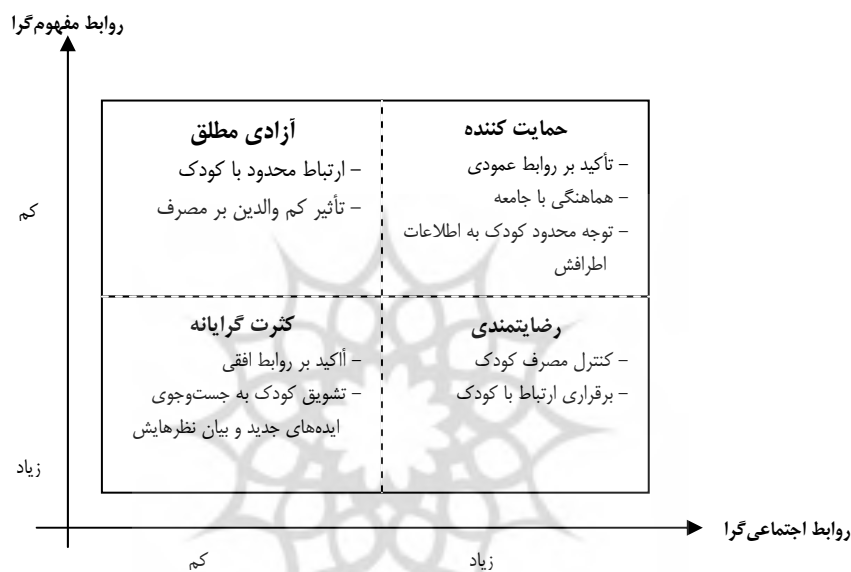 روابط مفهوم‌گرا
حمایت کننده
- تأکید بر روابط عمودی
- هماهنگی با جامعه
- توجه محدود کودک به اطلاعات
اطرافش
آزادی مطلق
- ارتباط محدود با کودک
- تأثیر کم والدین بر مصرف
کم
رضایتمندی
- کنترل مصرف کودک
- برقراری ارتباط با کودک
کثرت گرایانه
- أاکید بر روابط افقی
- تشویق کودک به جست‌وجوی
ایده‌های جدید و بیان نظرهایش
زیاد
روابط اجتماعی‌گرا
زیاد
کم